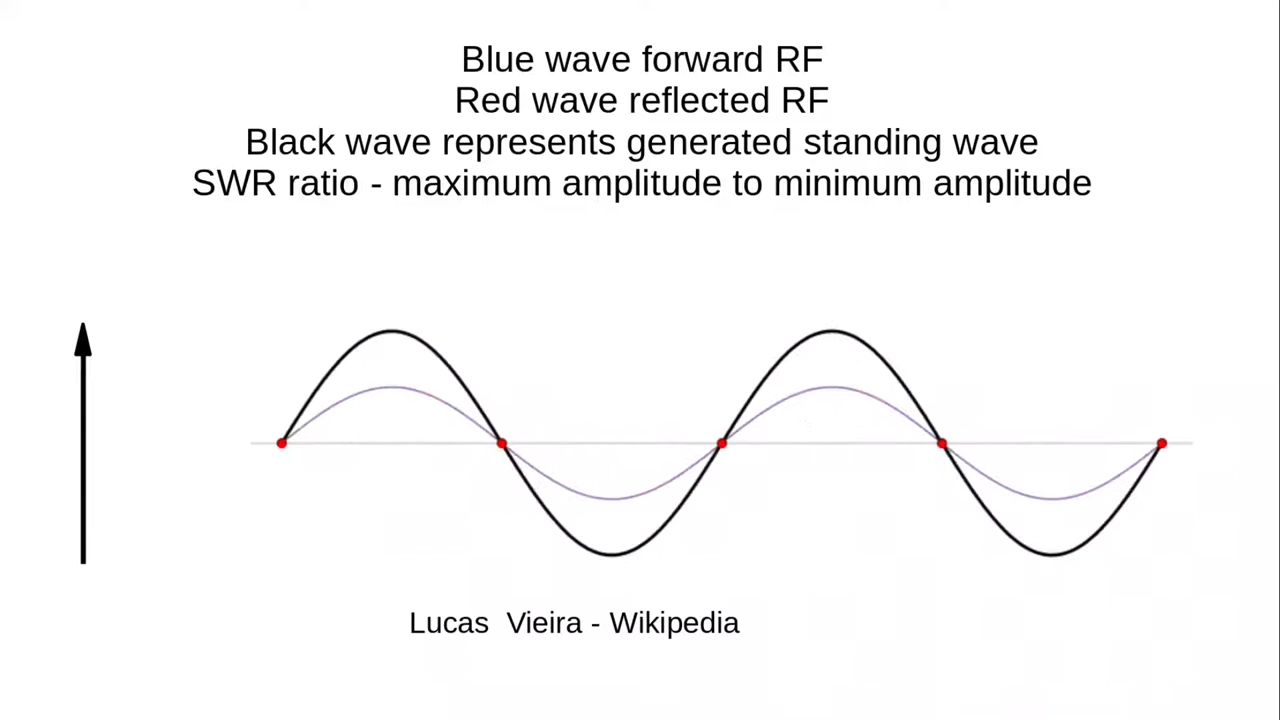 Blue wave forward RF
Red wave reflected RF
Black wave represents generated standing wave
SWR ratio - maximum amplitude to minimum amplitude
Lucas  Vieira - Wikipedia